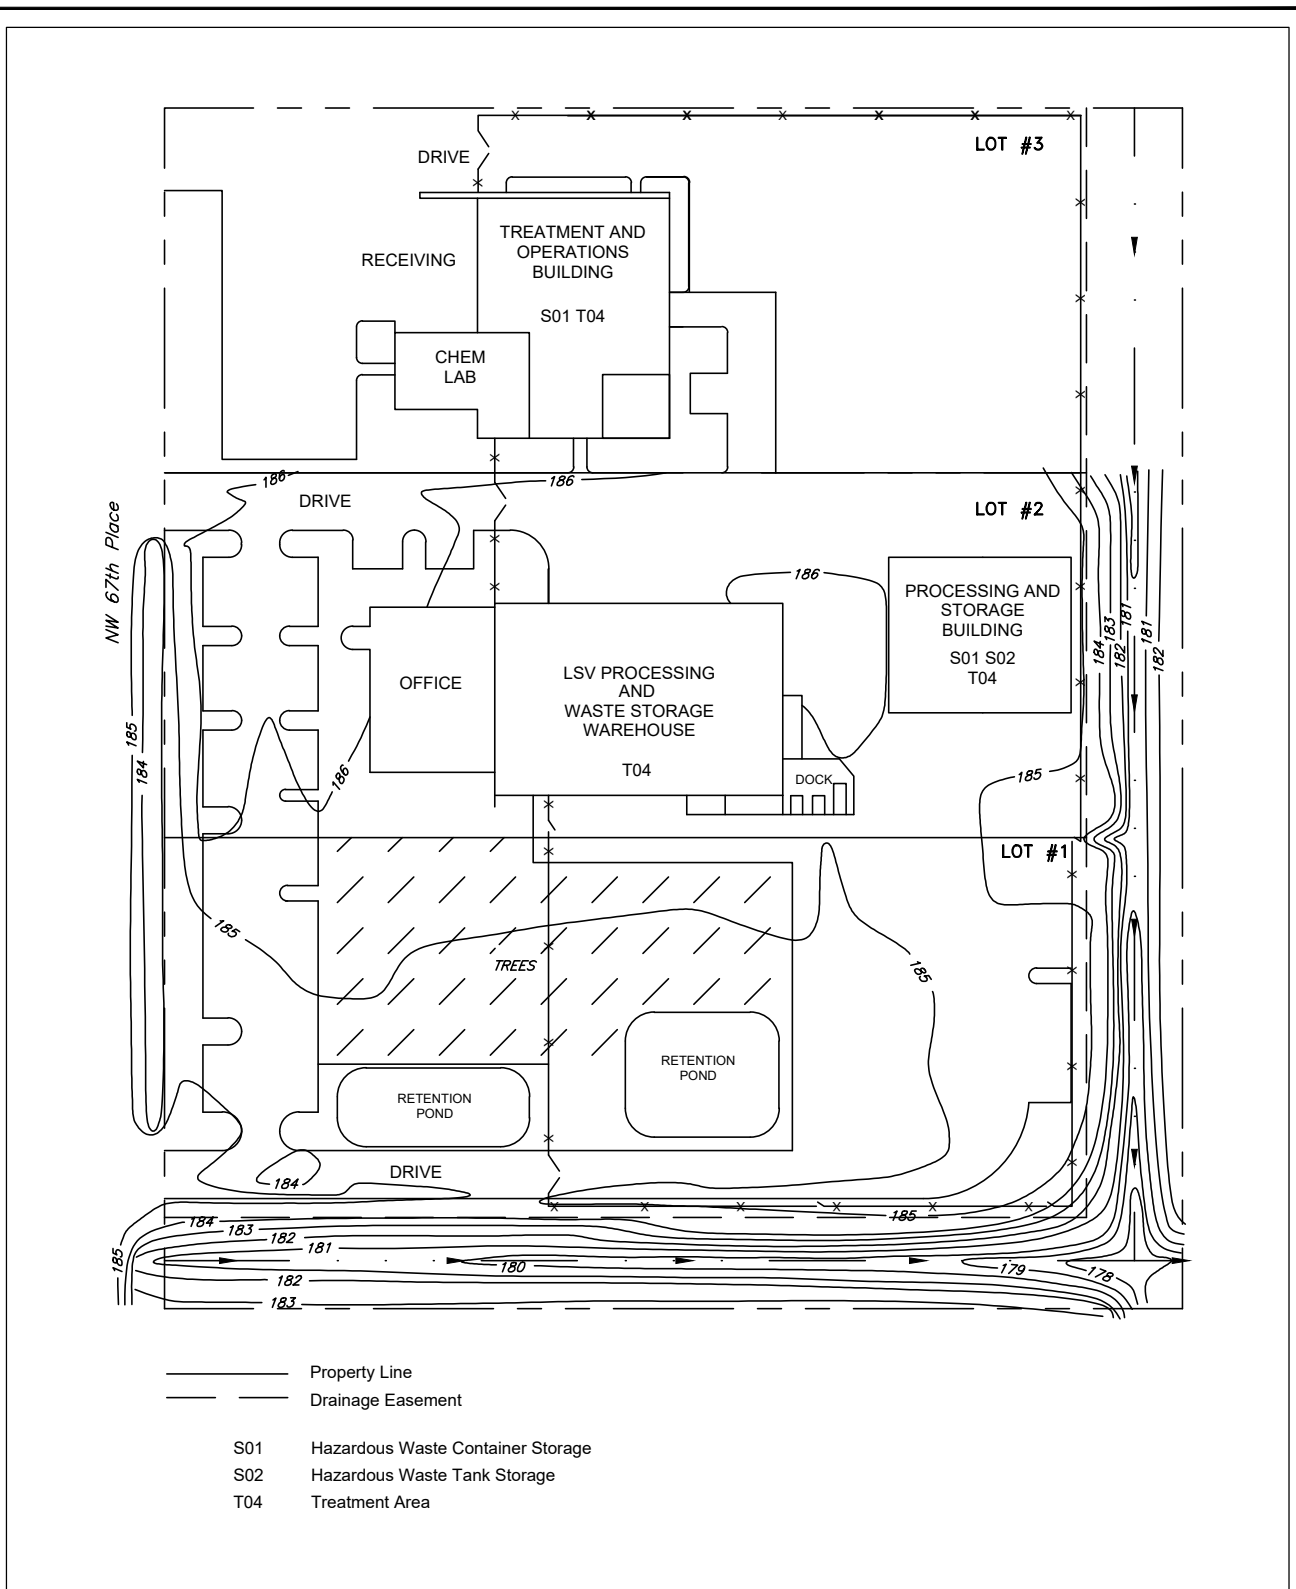 LOT #3
DRIVE
TREATMENT AND
OPERATIONS
BUILDING
S01 T04
RECEIVING
CHEM
LAB
186
186
DRIVE
LOT #2
NW 67th Place
186
PROCESSING AND
STORAGE
BUILDING
S01 S02
T04
184
183
182
181
181
182
OFFICE
LSV PROCESSING
AND
WASTE STORAGE
WAREHOUSE
T04
185
184
186
DOCK
185
LOT #1
185
TREES
185
RETENTION
POND
RETENTION
POND
DRIVE
184
185
184
183
182
181
180
179
178
185
182
183
Property Line
Drainage Easement
S01 Hazardous Waste Container Storage
S02 Hazardous Waste Tank Storage
T04 Treatment Area